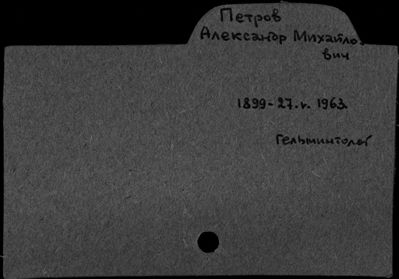 Петров
Александр Михайло
вич
1899-27.V.1963
Гельминтолог